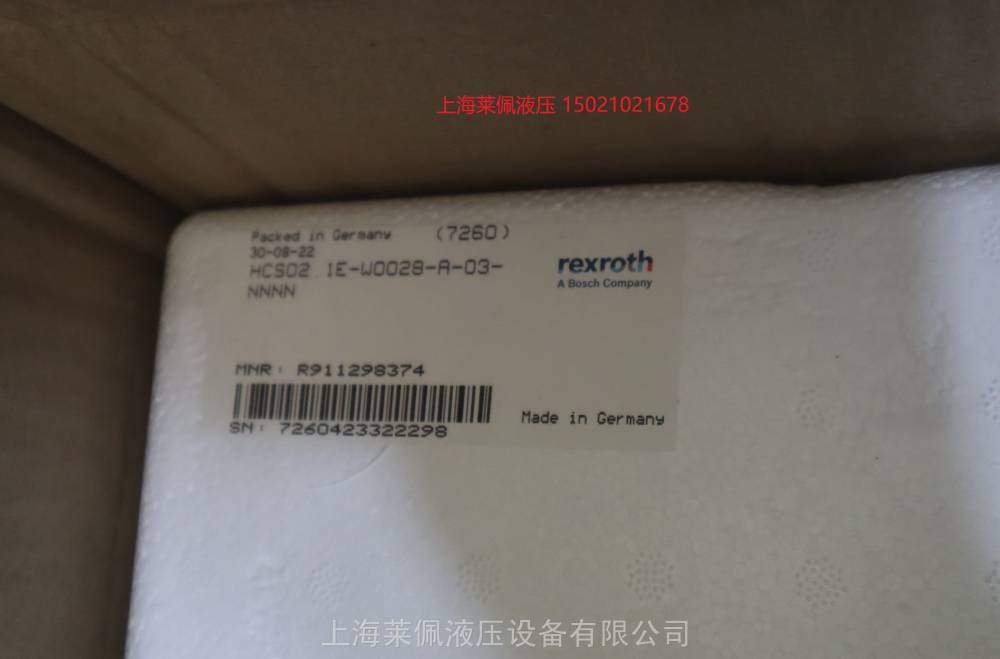 上海莱佩液压 15021021678
Packed in Germany (7260)
30-08-22
HCS02.1E-W0028-A-03-
NNNN
rexroth
A Bosch Company
MNR: R911298374
SN: 7260423322298
Made in Germany
上海莱佩液压设备有限公司